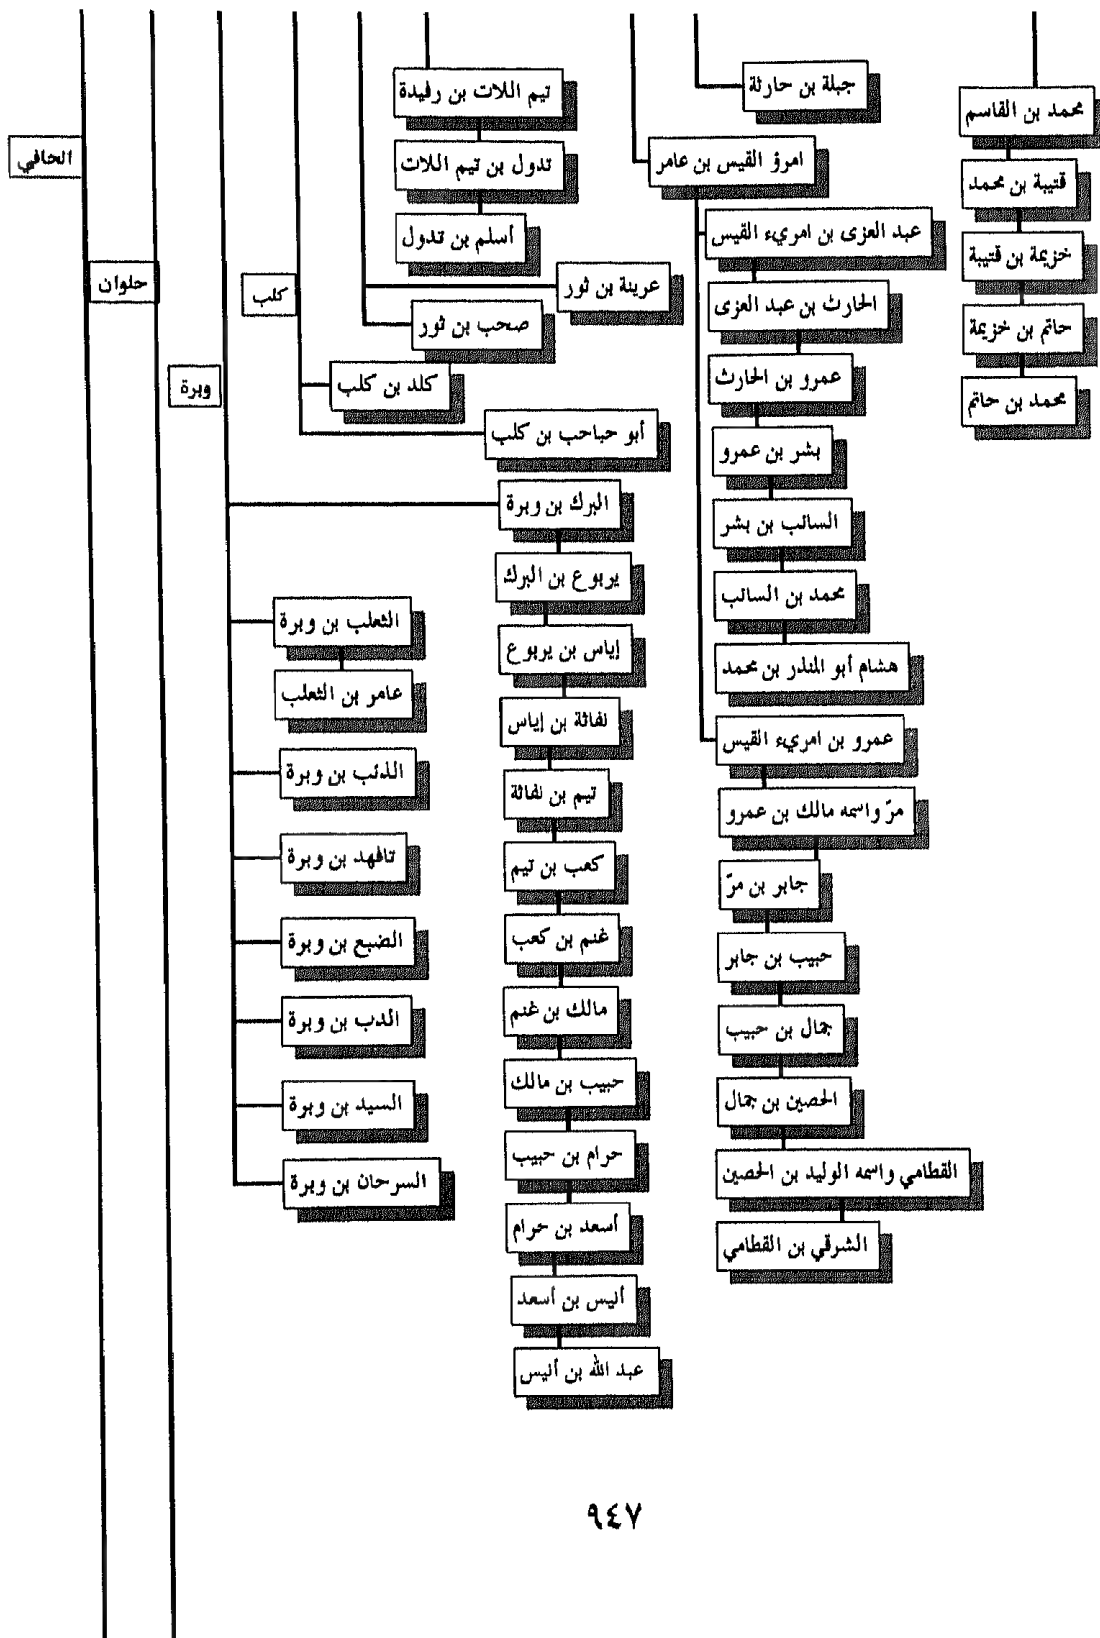 محمد بن القاسم
قتيبة بن محمد
خزيمة بن قتيبة
حاتم بن خزيمة
محمد بن حاتم
جبلة بن حارثة
امرؤ القيس بن عامر
عبد العزى بن امريء القيس
الحارث بن عبد العزى
عمرو بن الحارث
بشر بن عمرو
السائب بن بشر
محمد بن السائب
هشام أبو المنذر بن محمد
عمرو بن امريء القيس
مرّ واسمه مالك بن عمرو
جابر بن مرّ
حبيب بن جابر
جمال بن حبيب
الحصين بن جمال
القطامي واسمه الوليد بن الحصين
الشرقي بن القطامي
تيم اللات بن رفيدة
تدول بن تيم اللات
أسلم بن تدول
عرينة بن ثور
صحب بن ثور
كلب
كلد بن كلب
أبو حباحب بن كلب
البرك بن وبرة
يربوع بن البرك
إياس بن يربوع
نفاثة بن إياس
تيم بن نفاثة
كعب بن تيم
غنم بن كعب
مالك بن غنم
حبيب بن مالك
حرام بن حبيب
أسعد بن حرام
أنيس بن أسعد
عبد الله بن أنيس
وبرة
الثعلب بن وبرة
عامر بن الثعلب
الذئب بن وبرة
تافهد بن وبرة
الضبع بن وبرة
الدب بن وبرة
السيد بن وبرة
السرحان بن وبرة
حلوان
الحافي
٩٤٧